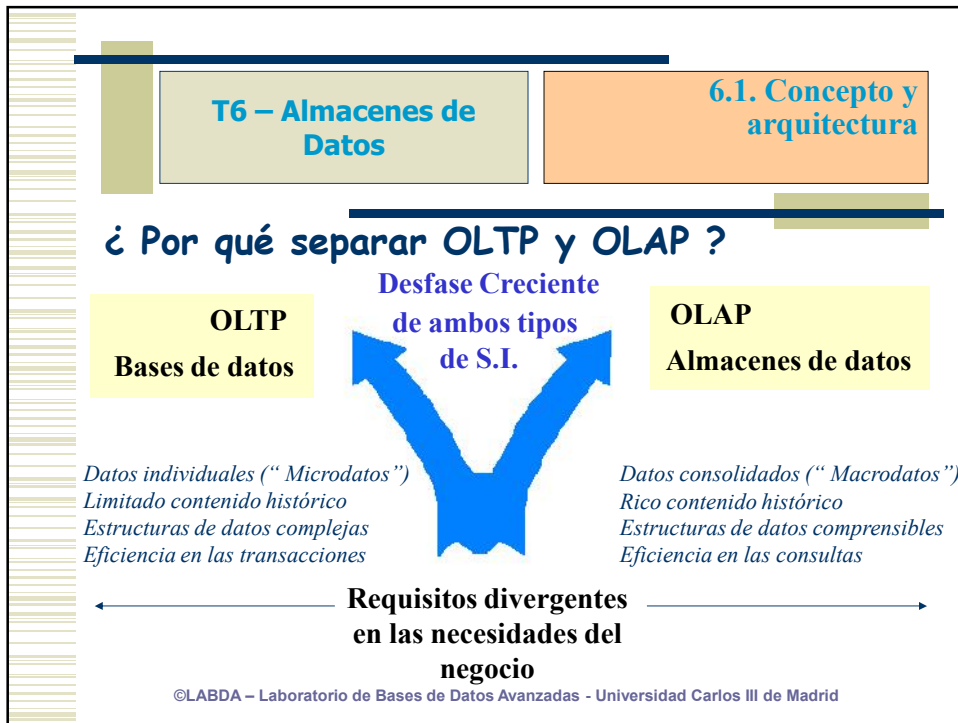 T6 – Almacenes de
Datos
6.1. Concepto y
arquitectura
¿ Por qué separar OLTP y OLAP ?
Desfase Creciente
de ambos tipos
de S.I.
OLTP
Bases de datos
OLAP
Almacenes de datos
Datos individuales (“ Microdatos”)
Limitado contenido histórico
Estructuras de datos complejas
Eficiencia en las transacciones
Datos consolidados (“ Macrodatos”)
Rico contenido histórico
Estructuras de datos comprensibles
Eficiencia en las consultas
Requisitos divergentes
en las necesidades del
negocio
©LABDA – Laboratorio de Bases de Datos Avanzadas - Universidad Carlos III de Madrid